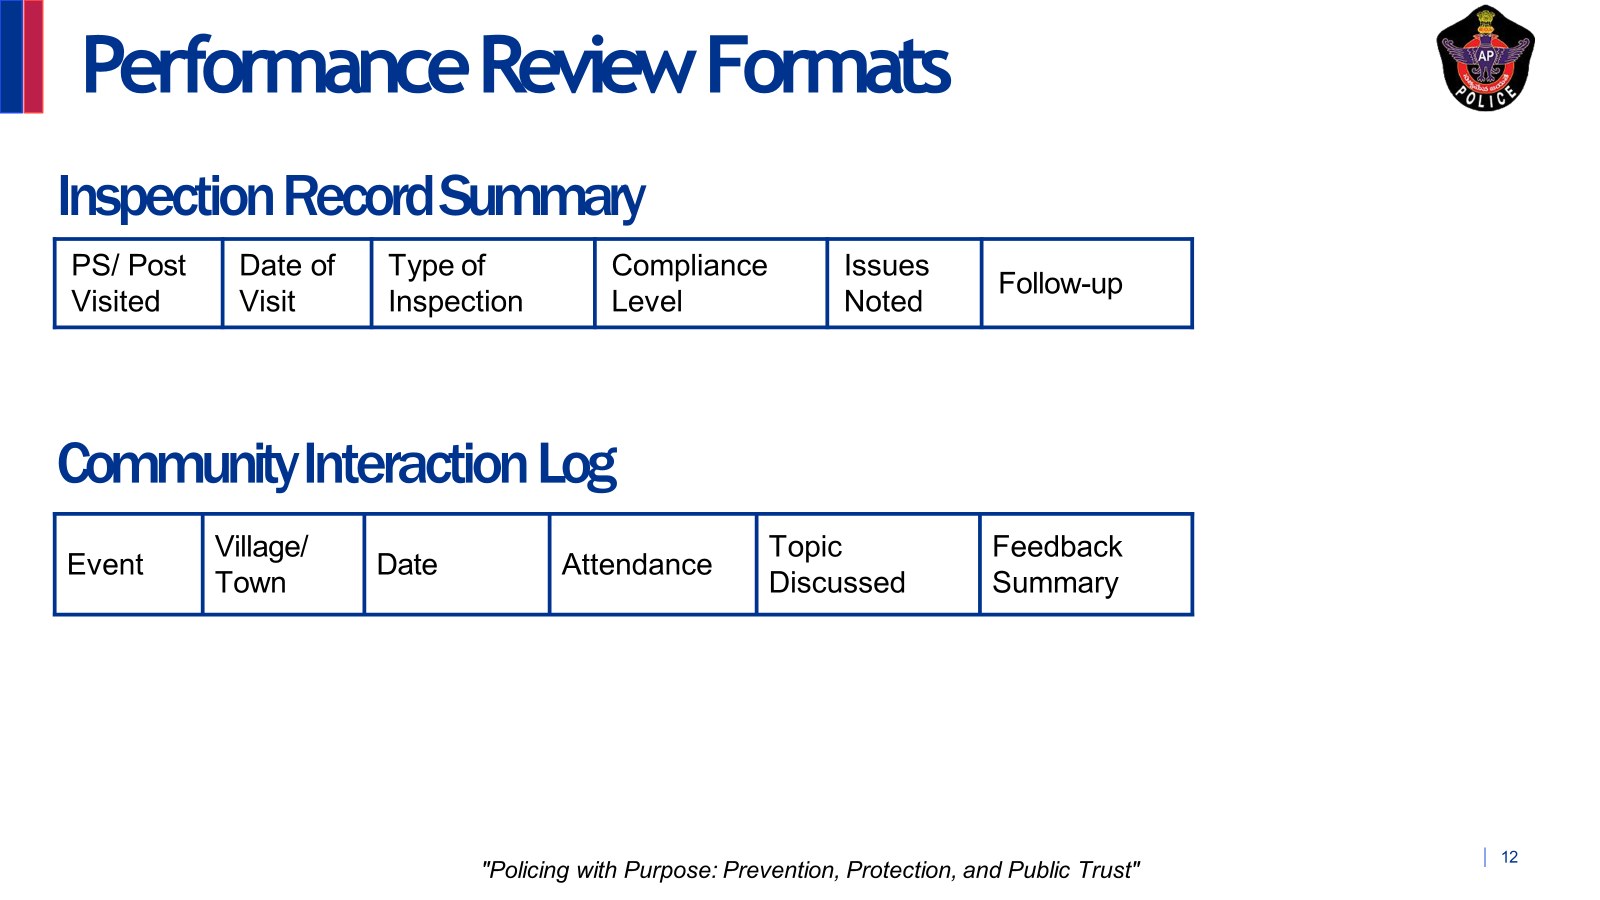 Performance Review Formats
AP
POLICE
Inspection Record Summary
PS/ Post
Visited
Date of
Visit
Type of
Inspection
Compliance
Level
Issues
Noted
Follow-up
Community Interaction Log
Event
Village/
Town
Date
Attendance
Topic
Discussed
Feedback
Summary
"Policing with Purpose: Prevention, Protection, and Public Trust"
12